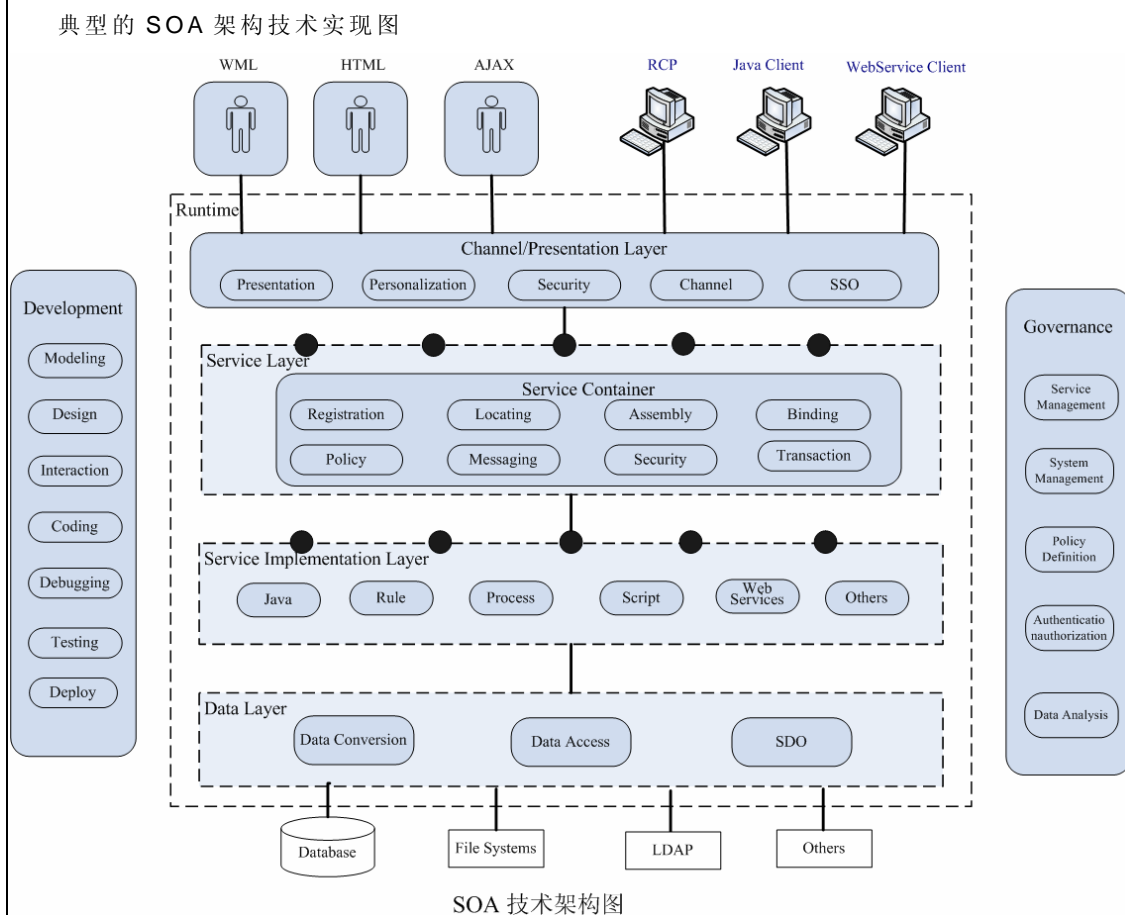 典型的 SOA 架构技术实现图
WML
HTML
AJAX
RCP
Java Client
WebService Client
Runtime
Channel/Presentation Layer
Presentation
Personalization
Security
Channel
SSO
Development
Modeling
Design
Interaction
Coding
Debugging
Testing
Deploy
Service Layer
Service Container
Registration
Locating
Assembly
Binding
Policy
Messaging
Security
Transaction
Service Implementation Layer
Java
Rule
Process
Script
Web
Services
Others
Data Layer
Data Conversion
Data Access
SDO
Governance
Service
Management
System
Management
Policy
Definition
Authenticatio
nauthorization
Data Analysis
Database
File Systems
LDAP
Others
SOA 技术架构图